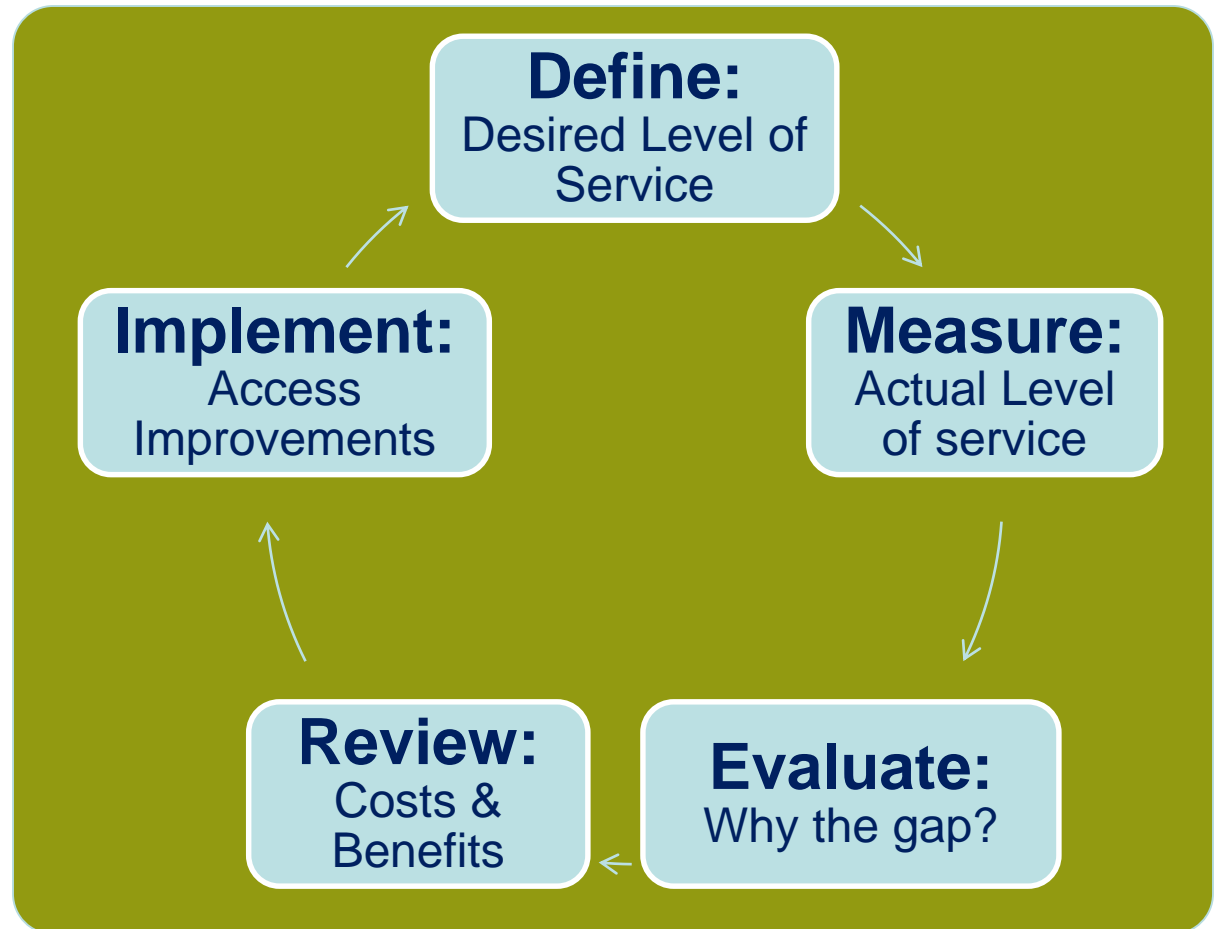 Define:
Desired Level of
Service
Measure:
Actual Level
of service
Evaluate:
Why the gap?
Review:
Costs &
Benefits
Implement:
Access
Improvements